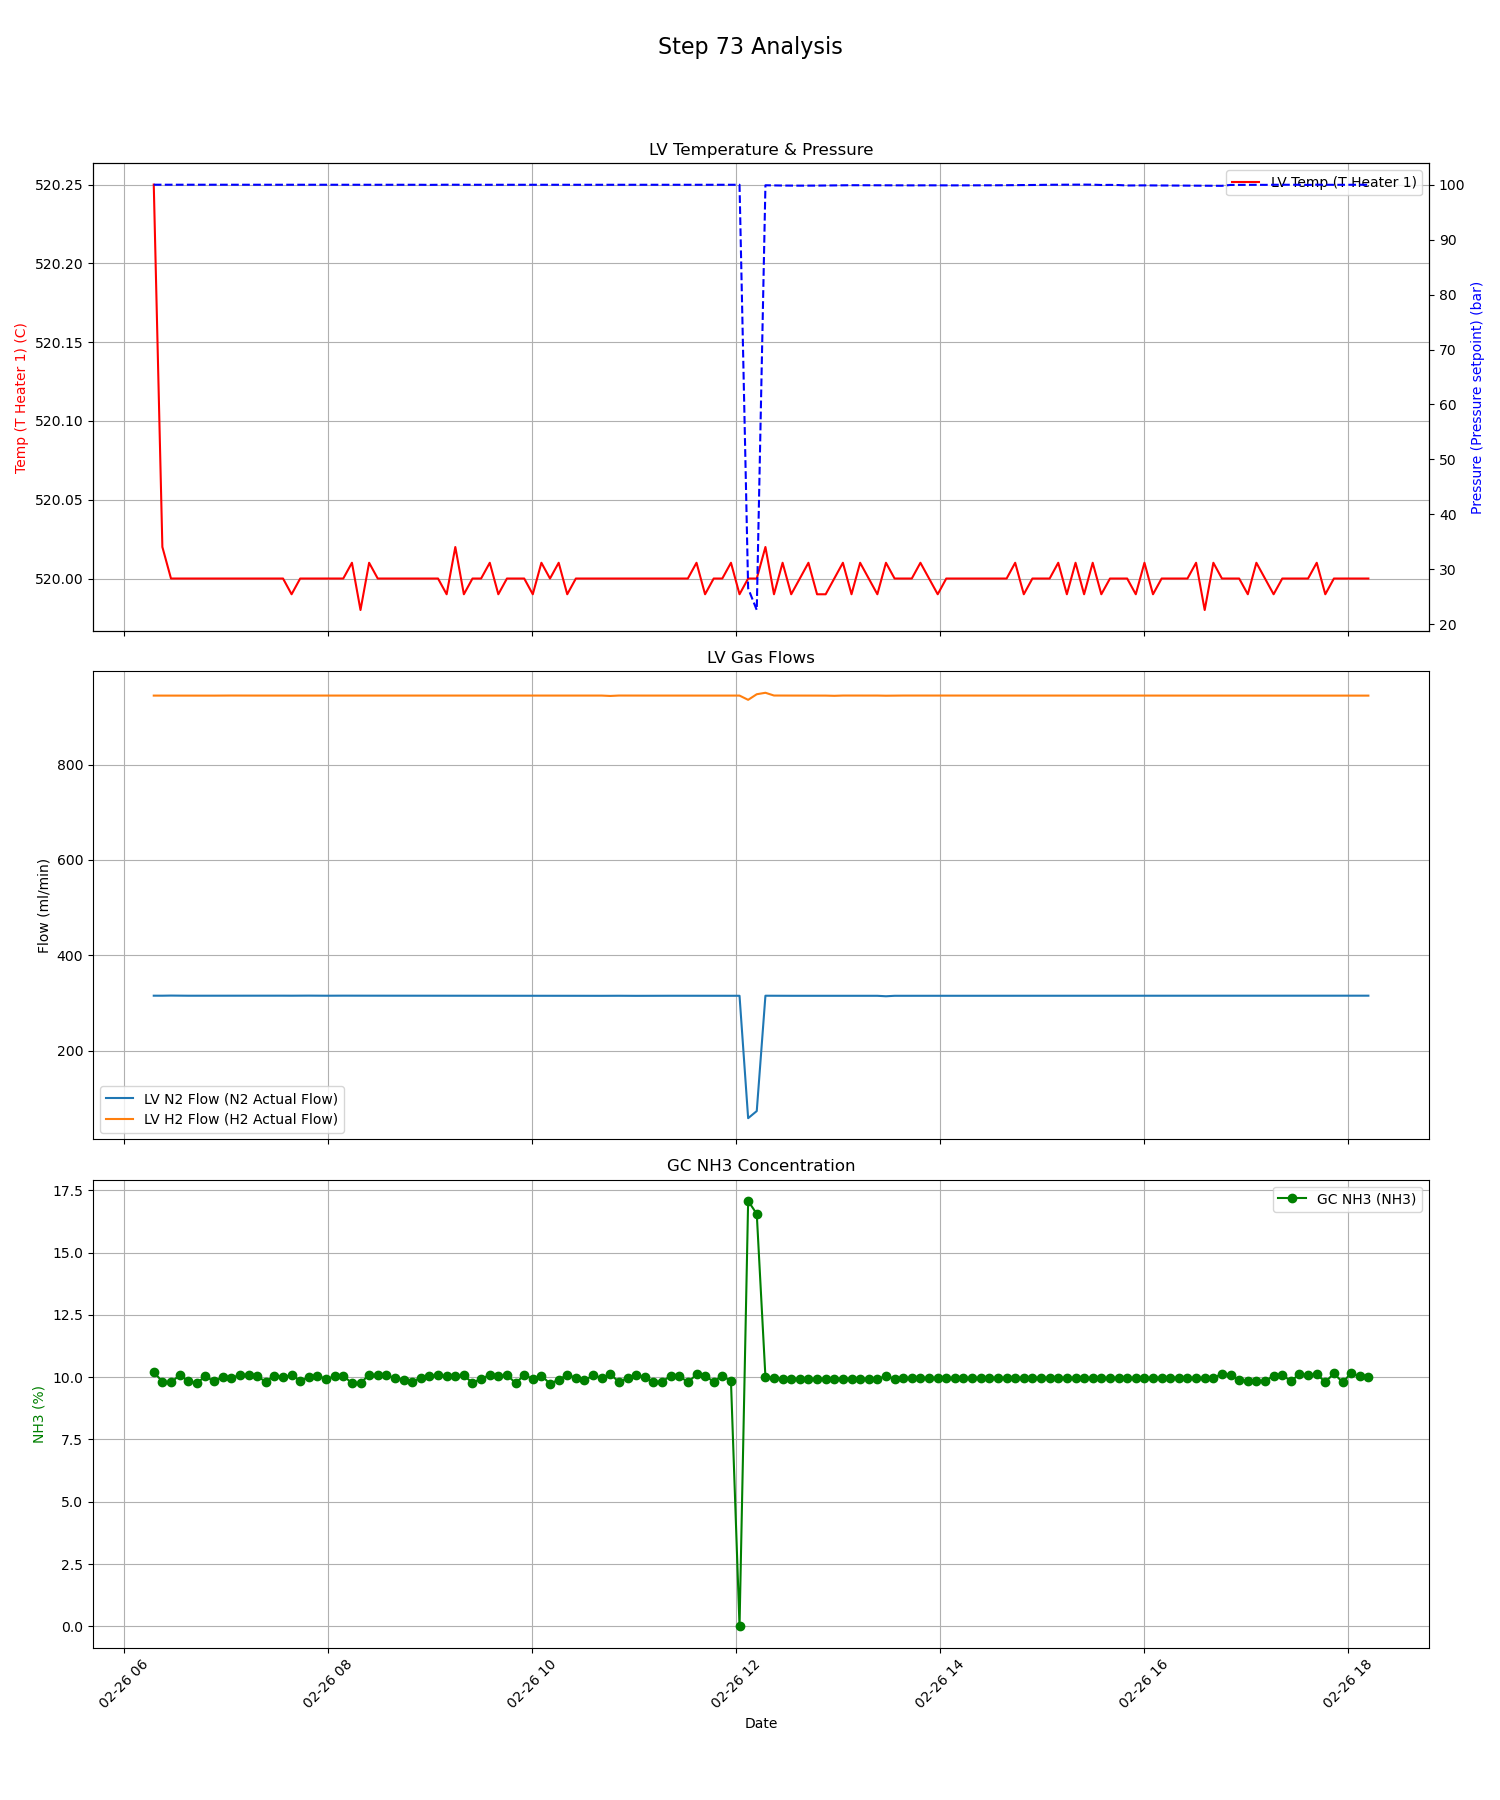 Step 73 Analysis
LV Temperature & Pressure
520.25
520.20
520.15
520.10
520.05
520.00
Temp (T Heater 1) (C)
LV Temp (T Heater 1)
100
90
80
70
60
50
40
30
20
Pressure (Pressure setpoint) (bar)
LV Gas Flows
800
600
400
200
Flow (ml/min)
LV N2 Flow (N2 Actual Flow)
LV H2 Flow (H2 Actual Flow)
GC NH3 Concentration
17.5
15.0
12.5
10.0
7.5
5.0
2.5
0.0
NH3 (%)
GC NH3 (NH3)
02-26 06
02-26 08
02-26 10
02-26 12
02-26 14
02-26 16
02-26 18
Date